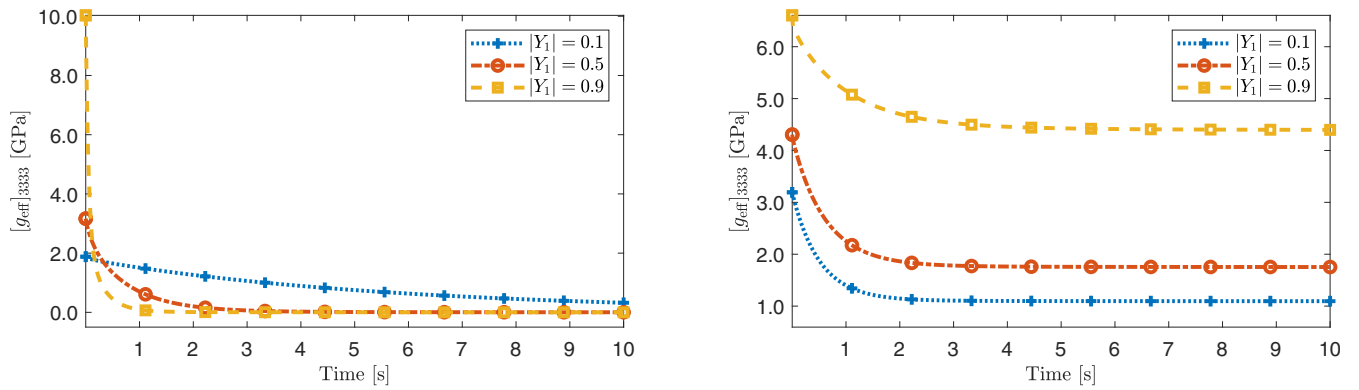 10.0
8.0
6.0
4.0
2.0
0.0
[g_eff]_3333 [GPa]
|Y_1| = 0.1
|Y_1| = 0.5
|Y_1| = 0.9
1 2 3 4 5 6 7 8 9 10
Time [s]
6.0
5.0
4.0
3.0
2.0
1.0
[g_eff]_3333 [GPa]
|Y_1| = 0.1
|Y_1| = 0.5
|Y_1| = 0.9
1 2 3 4 5 6 7 8 9 10
Time [s]